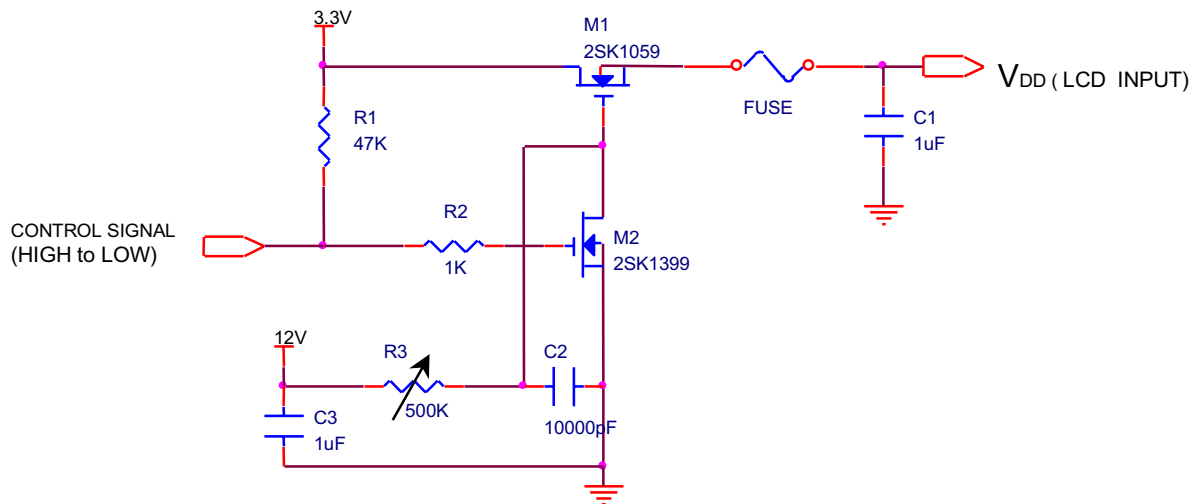 3.3V
M1
2SK1059
FUSE
VDD ( LCD INPUT)
R1
47K
C1
1uF
CONTROL SIGNAL
(HIGH to LOW)
R2
1K
M2
2SK1399
12V
R3
500K
C2
10000pF
C3
1uF